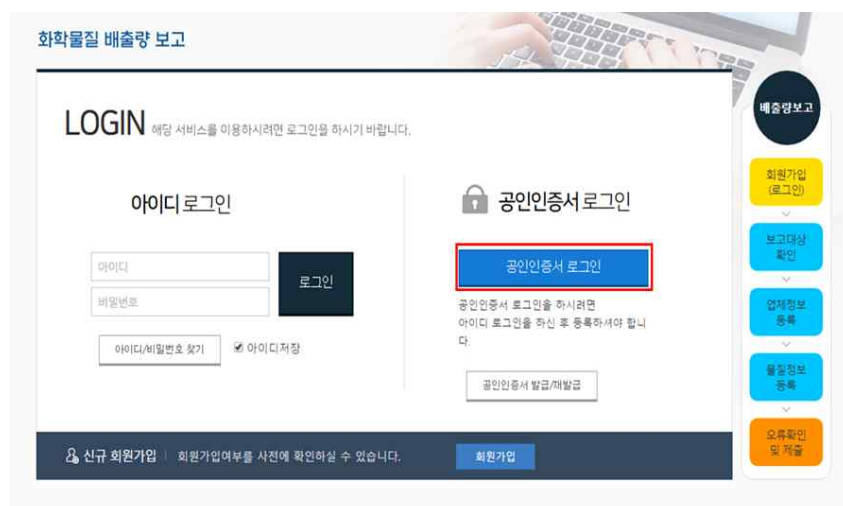 화학물질 배출량 보고
LOGIN 해당 서비스를 이용하시려면 로그인을 하시기 바랍니다.
아이디 로그인
아이디
비밀번호
로그인
아이디/비밀번호 찾기
아이디저장
공인인증서 로그인
공인인증서 로그인
공인인증서 로그인을 하시려면
아이디 로그인을 하신 후 등록하셔야 합니
다.
공인인증서 발급/재발급
신규 회원가입
회원가입여부를 사전에 확인하실 수 있습니다.
회원가입
배출량보고
회원가입
(로그인)
보고대상
확인
업체정보
등록
물질정보
등록
오류확인
및 제출